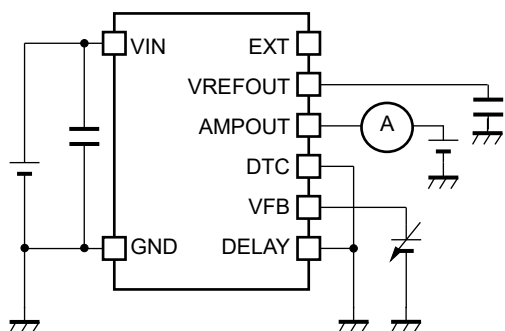 VIN
EXT
VREFOUT
AMPOUT
A
DTC
VFB
GND
DELAY